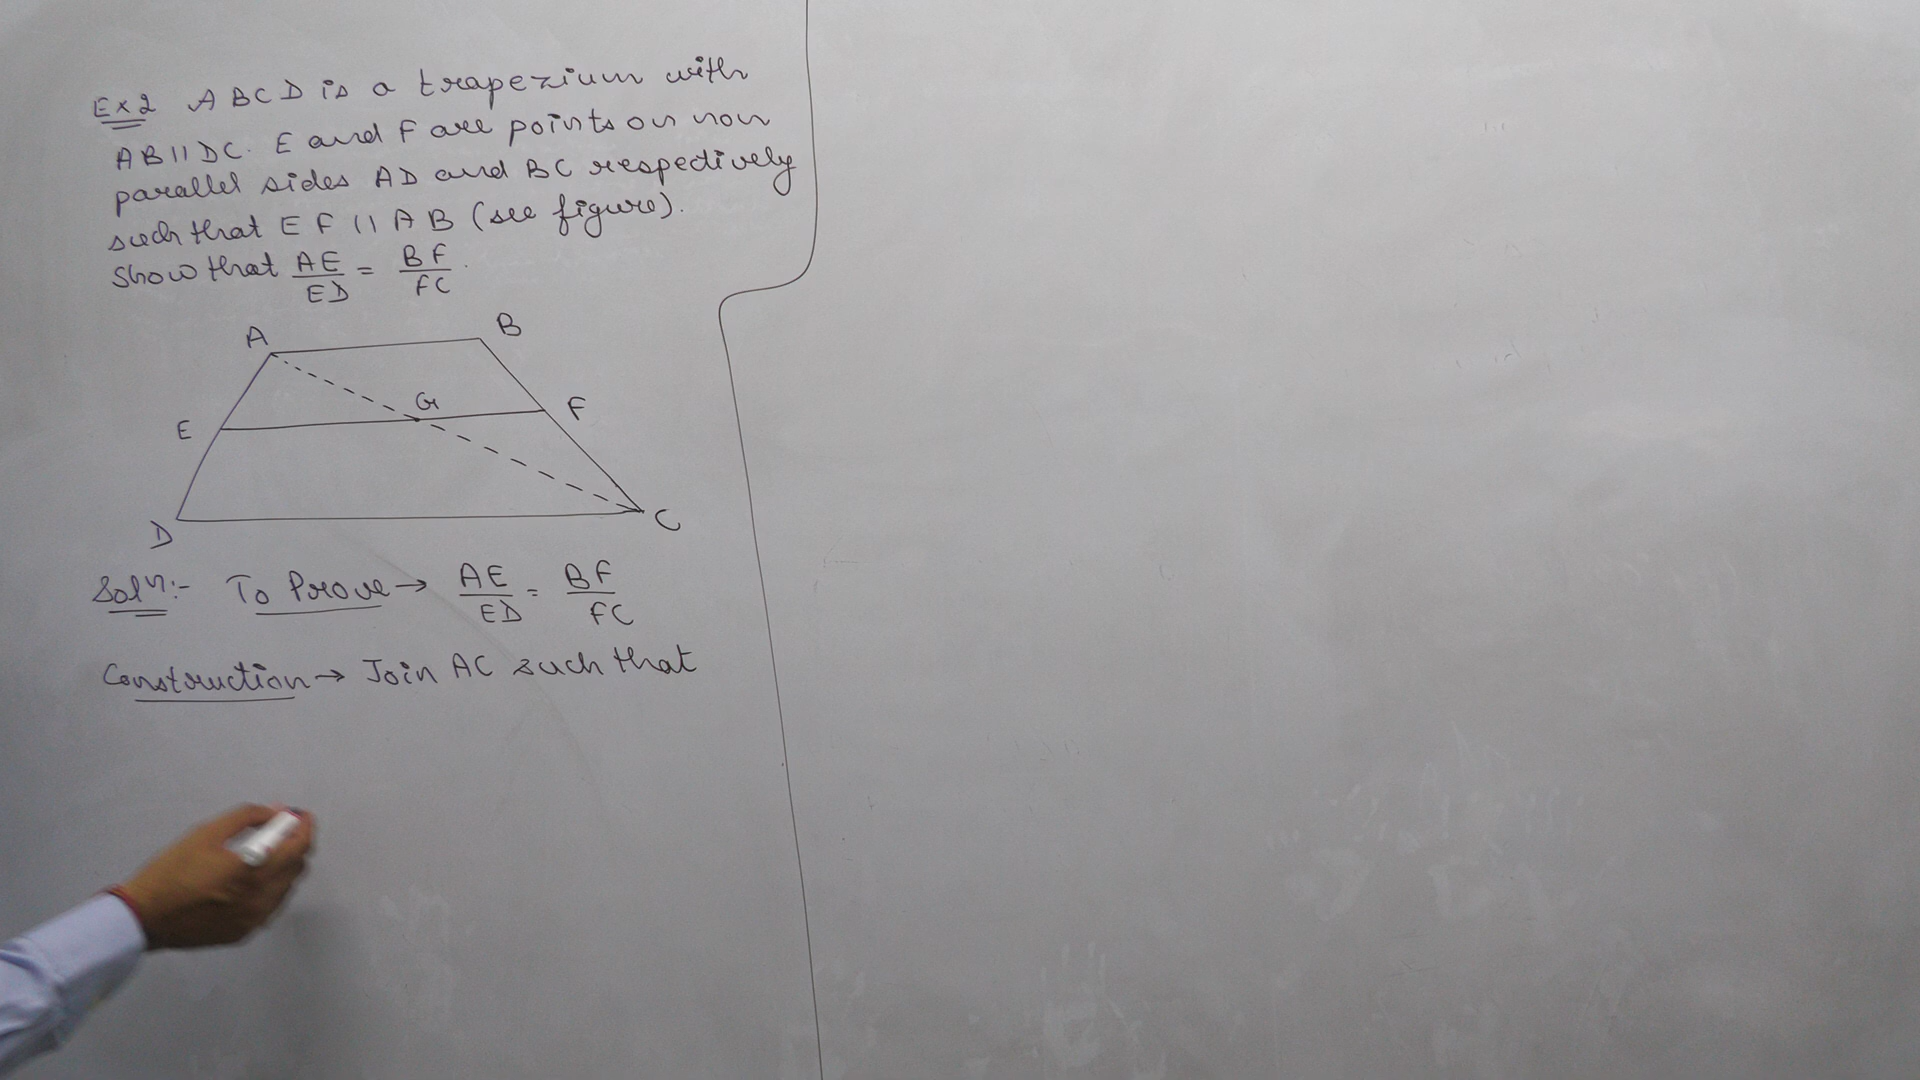 Ex2 ABCD is a trapezium with
AB || DC. E and F are points on non
parallel sides AD and BC respectively
such that EF || AB (see figure).
Show that AE/ED = BF/FC.
A
B
G
E
F
D
C
Solⁿ:- To Prove → AE/ED = BF/FC
Construction → Join AC such that